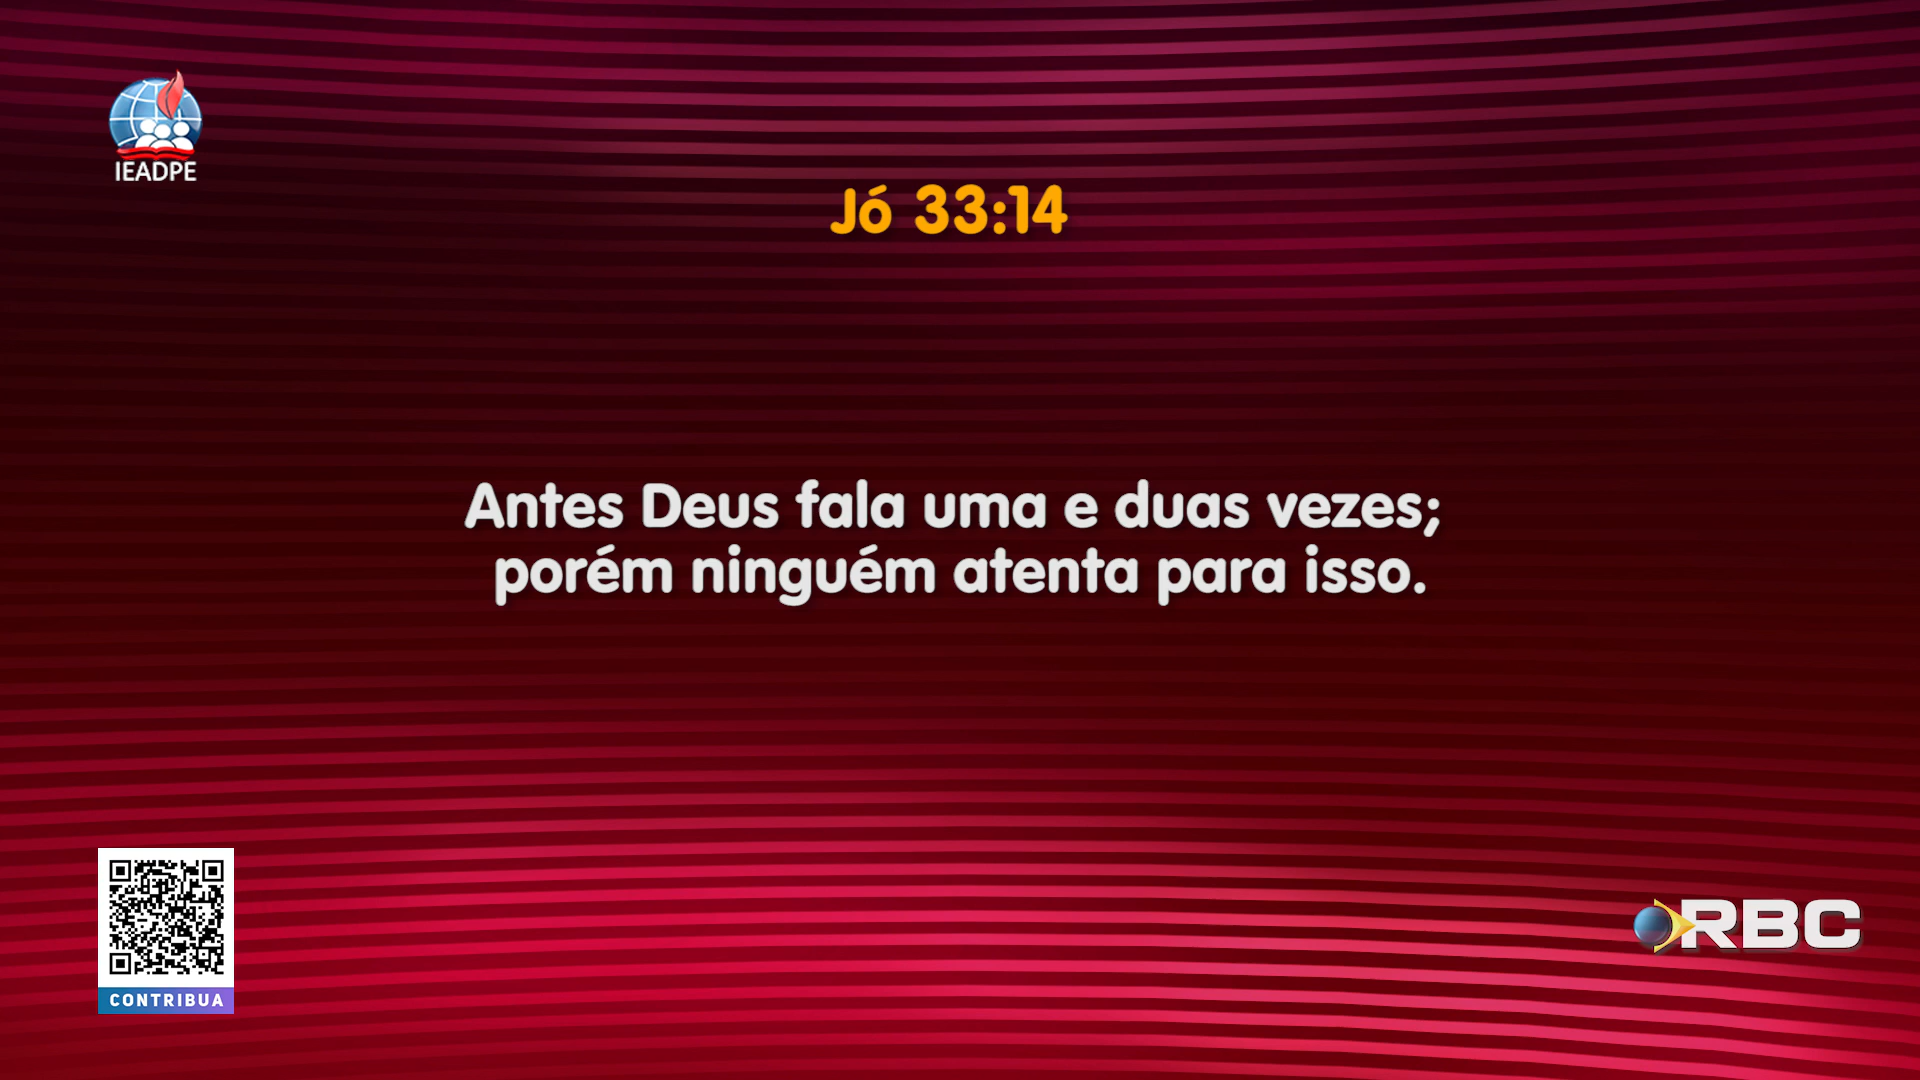 IEADPE
Jó 33:14
Antes Deus fala uma e duas vezes;
porém ninguém atenta para isso.
CONTRIBUA
RBC